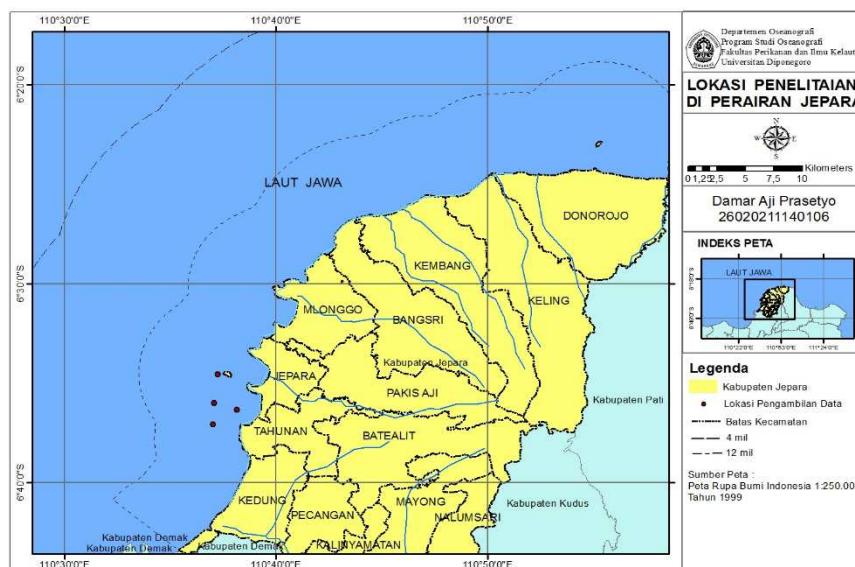 110°30'0"E
110°40'0"E
110°50'0"E
6°20'0"S
6°30'0"S
6°40'0"S
110°30'0"E
110°40'0"E
110°50'0"E
LAUT JAWA
DONOROJO
KEMBANG
KELING
MLONGGO
BANGSRI
Kabupaten Jepara
JEPARA
PAKIS AJI
Kabupaten Pati
TAHUNAN
BATEALIT
KEDUNG
MAYONG
Kabupaten Kudus
PECANGAN
NALUMSARI
Kabupaten Demak
Kabupaten Demak
Kabupaten Demak
KALINYAMATAN
Departemen Oseanografi
Program Studi Oseanografi
Fakultas Perikanan dan Ilmu Kelaut
Universitas Diponegoro
LOKASI PENELITAIAN
DI PERAIRAN JEPARA
N
W
E
S
Kilometers
0 1,25 2,5 5 7,5 10
Damar Aji Prasetyo
26020211140106
INDEKS PETA
LAUT JAWA
Legenda
Kabupaten Jepara
Lokasi Pengambilan Data
Batas Kecamatan
4 mil
12 mil
Sumber Peta :
Peta Rupa Bumi Indonesia 1:250.00
Tahun 1999